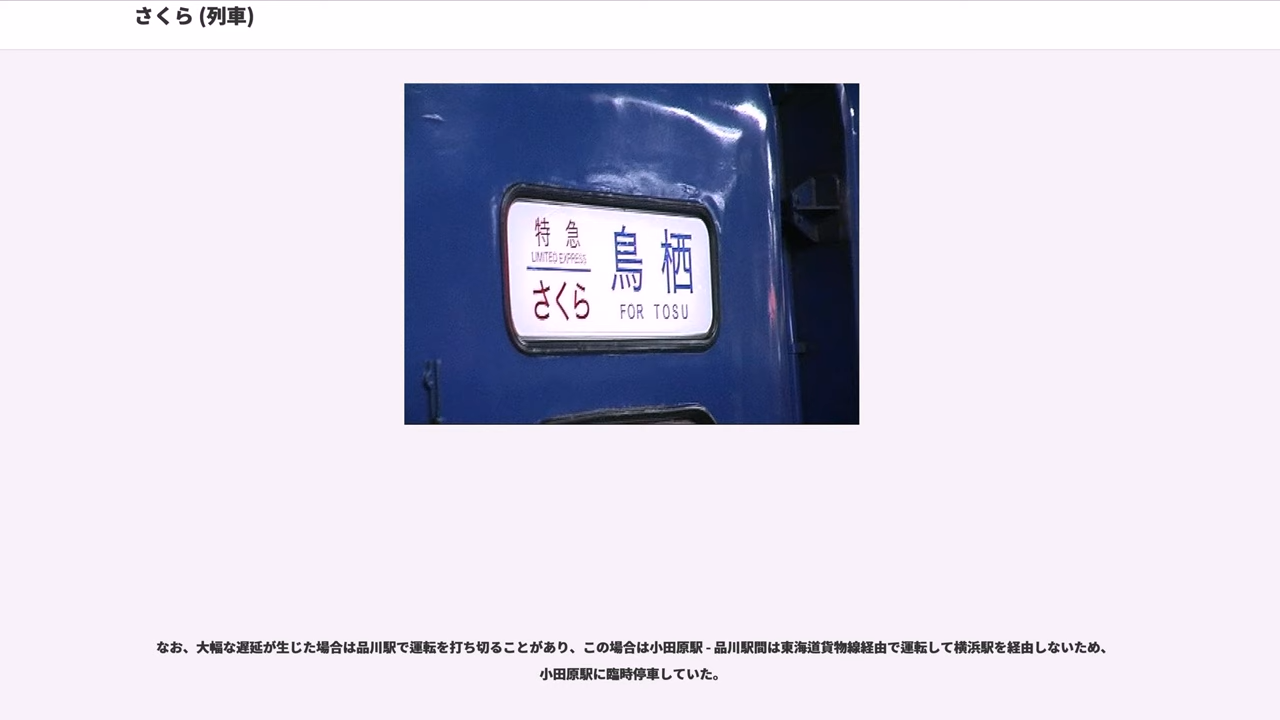 さくら (列車)
特急
LIMITED EXPRESS
さくら
鳥栖
FOR TOSU
なお、大幅な遅延が生じた場合は品川駅で運転を打ち切ることがあり、この場合は小田原駅 - 品川駅間は東海道貨物線経由で運転して横浜駅を経由しないため、
小田原駅に臨時停車していた。